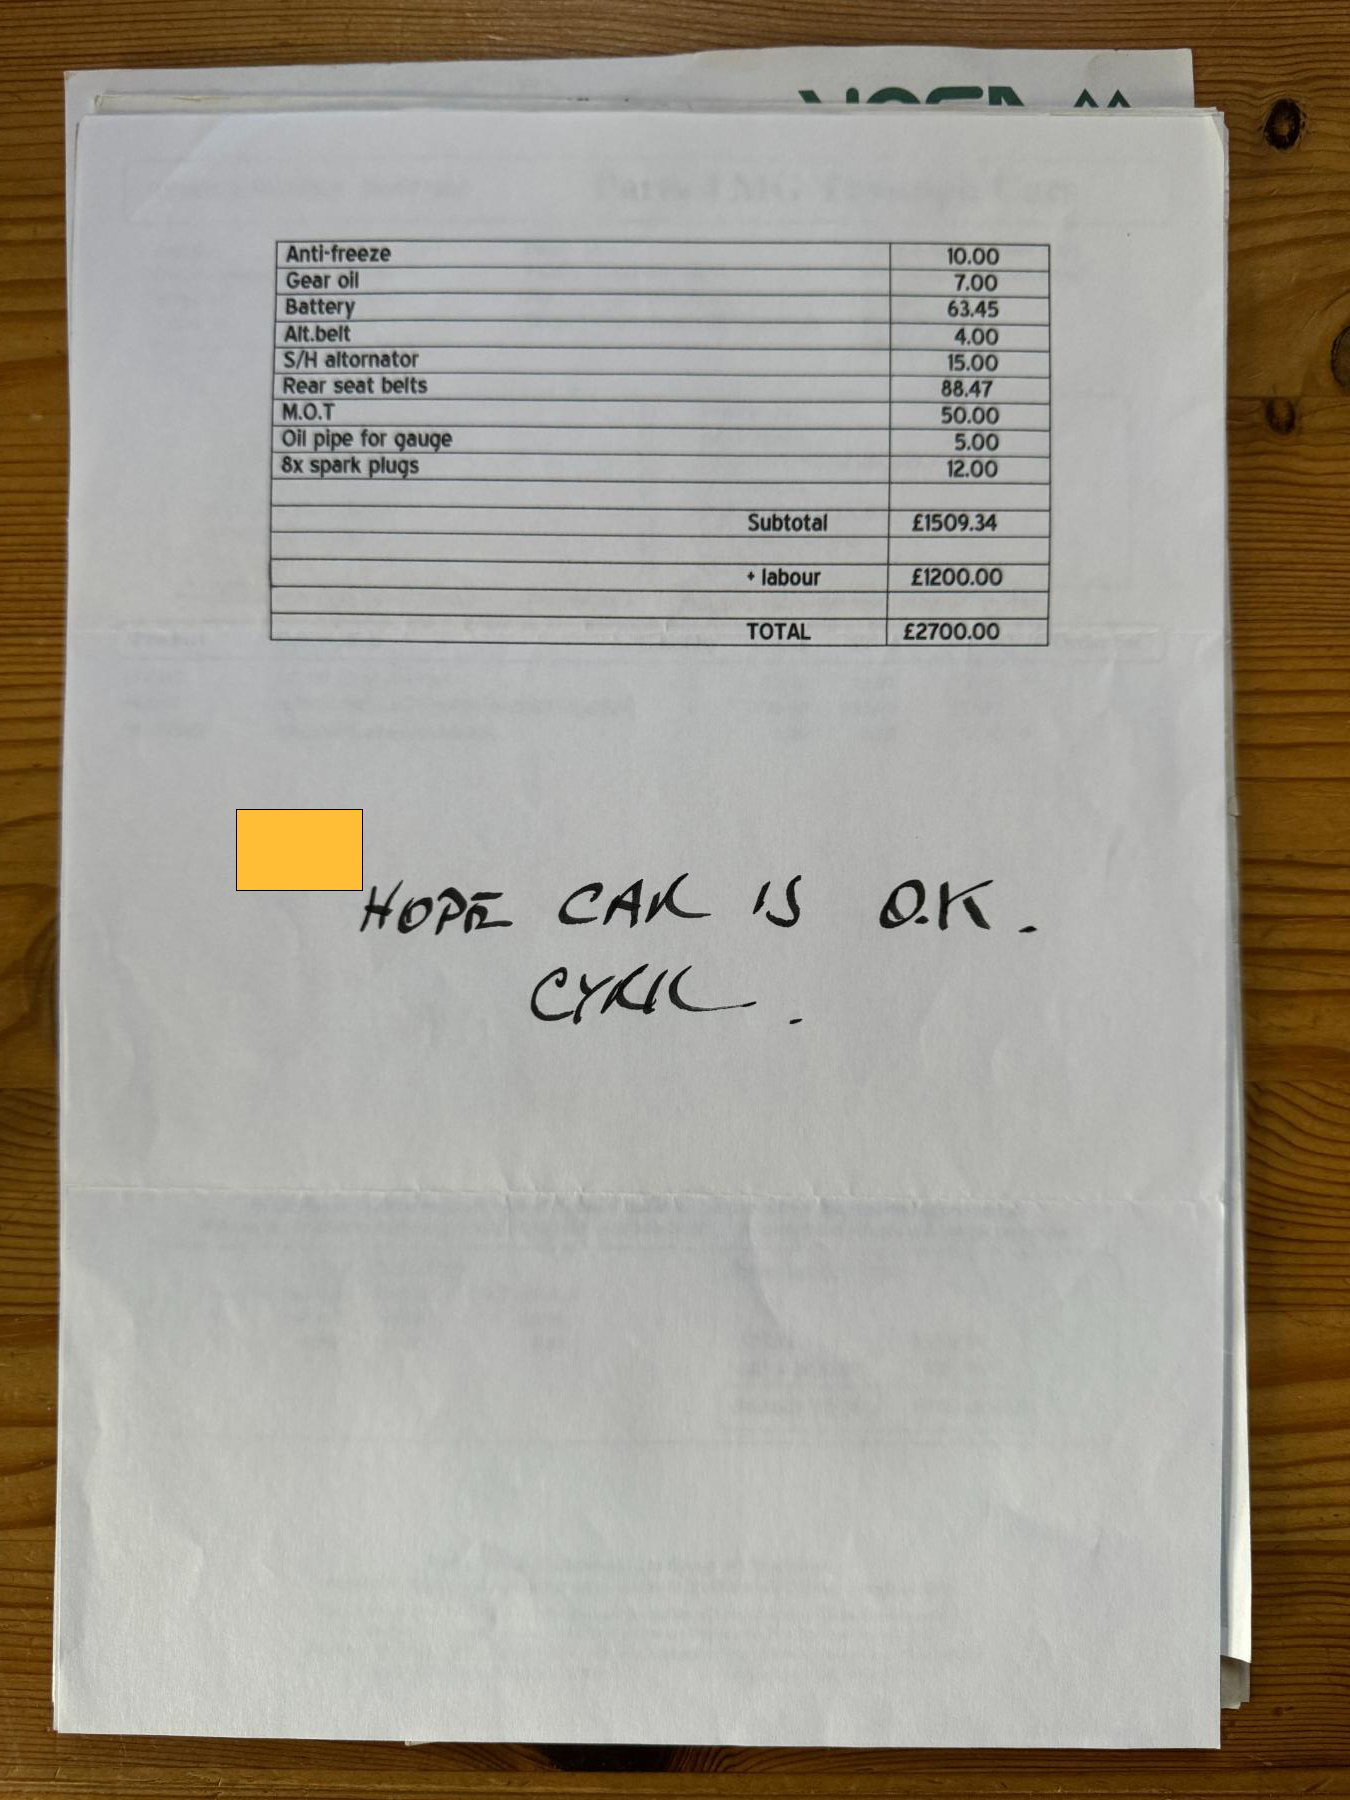 Anti-freeze 10.00
Gear oil 7.00
Battery 63.45
Alt.belt 4.00
S/H altornator 15.00
Rear seat belts 88.47
M.O.T 50.00
Oil pipe for gauge 5.00
8x spark plugs 12.00
Subtotal £1509.34
+ labour £1200.00
TOTAL £2700.00
HOPE CAR IS O.K.
CYRIL.